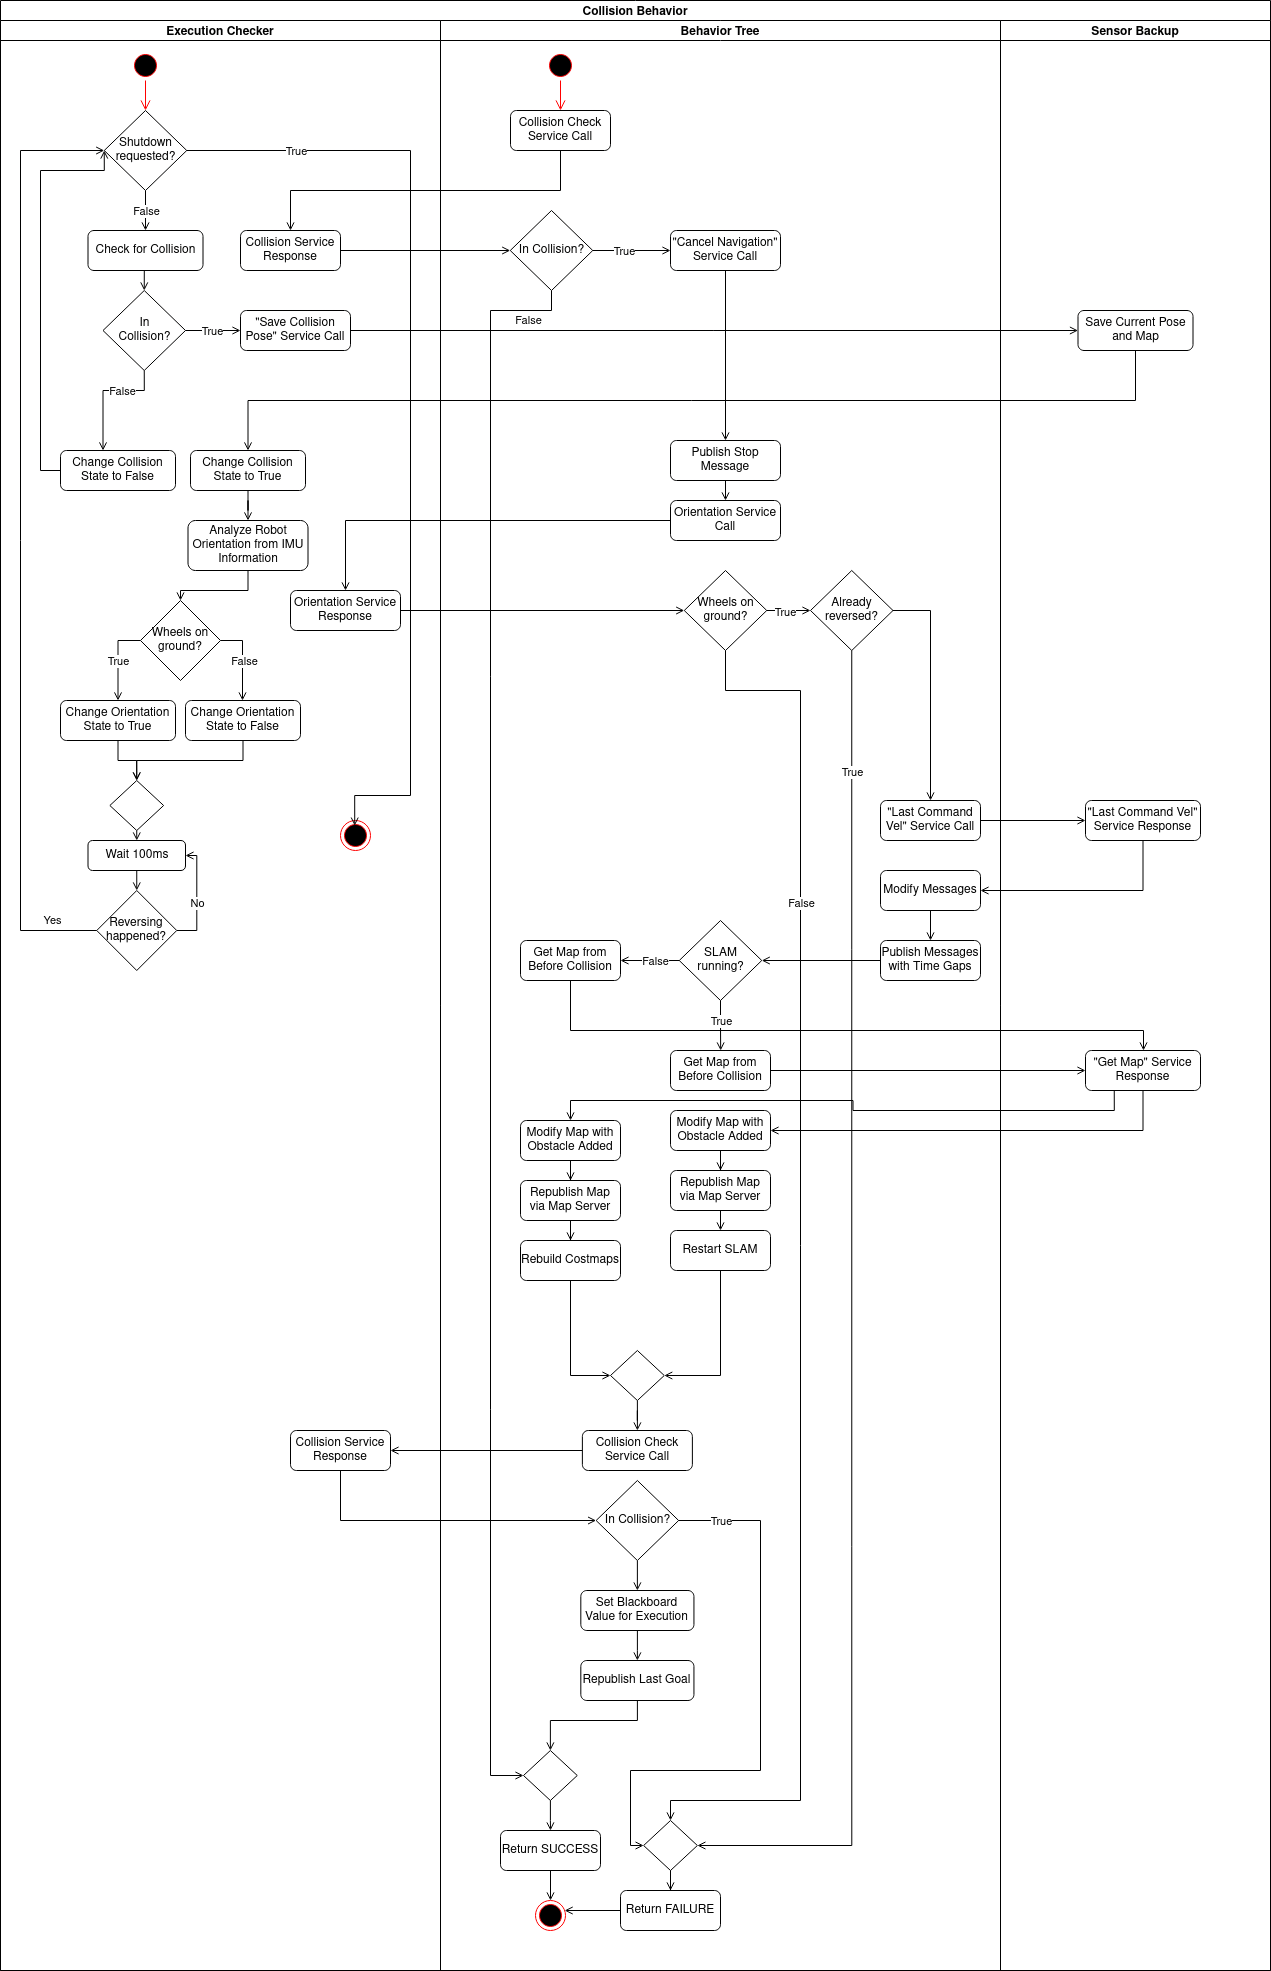 Collision Behavior
Execution Checker
Behavior Tree
Sensor Backup
Collision Check
Service Call
Shutdown
requested?
True
False
Check for Collision
Collision Service
Response
In Collision?
True
"Cancel Navigation"
Service Call
False
In
Collision?
True
"Save Collision
Pose" Service Call
Save Current Pose
and Map
False
Change Collision
State to False
Change Collision
State to True
Publish Stop
Message
Orientation Service
Call
Analyze Robot
Orientation from IMU
Information
Orientation Service
Response
Wheels on
ground?
True
Already
reversed?
Wheels on
ground?
True
False
Change Orientation
State to True
Change Orientation
State to False
True
"Last Command
Vel" Service Call
"Last Command Vel"
Service Response
Wait 100ms
Modify Messages
No
False
Yes
Reversing
happened?
Get Map from
Before Collision
False
SLAM
running?
Publish Messages
with Time Gaps
True
Get Map from
Before Collision
"Get Map" Service
Response
Modify Map with
Obstacle Added
Modify Map with
Obstacle Added
Republish Map
via Map Server
Republish Map
via Map Server
Rebuild Costmaps
Restart SLAM
Collision Service
Response
Collision Check
Service Call
In Collision?
True
Set Blackboard
Value for Execution
Republish Last Goal
Return SUCCESS
Return FAILURE